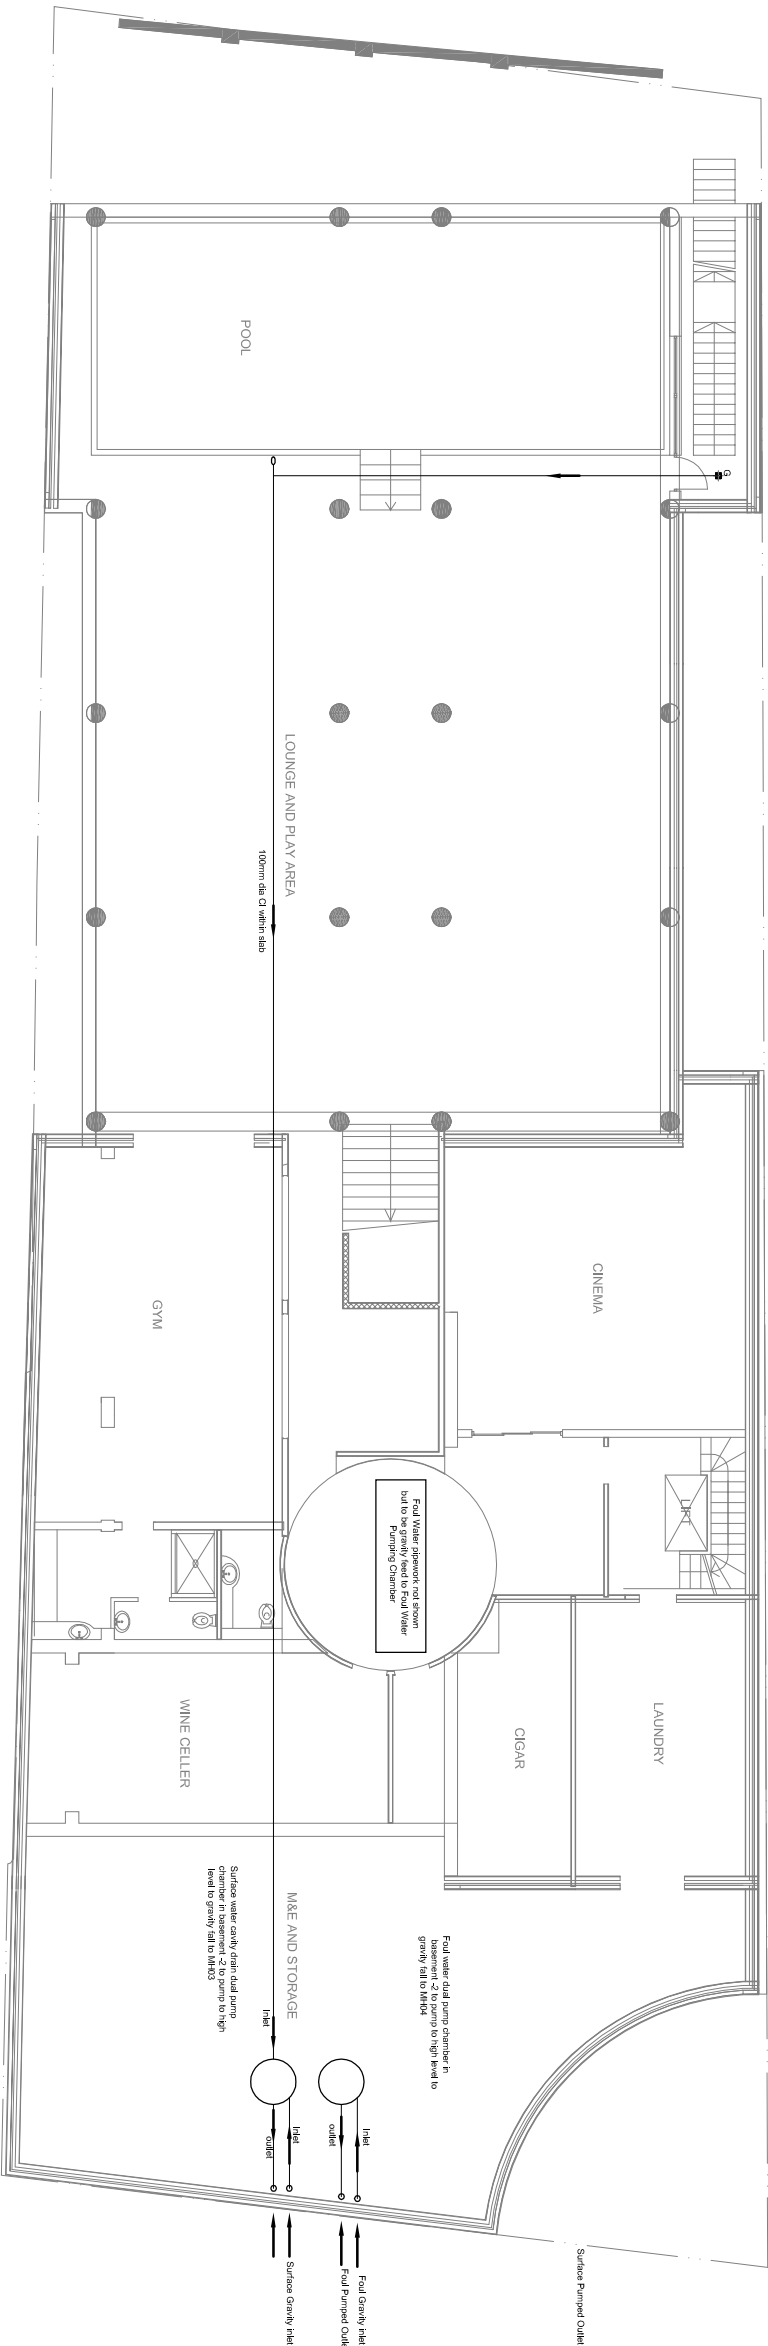 POOL
G
LOUNGE AND PLAY AREA
100mm dia CI within slab
CINEMA
GYM
LIFT
Foul Water pipework not shown
but to be gravity feed to Foul Water
Pumping Chamber
WINE CELLER
CIGAR
LAUNDRY
M&E AND STORAGE
Surface water cavity drain dual pump
chamber in basement -2 to pump to high
level to gravity fall to MH03
Foul water dual pump chamber in
basement -2 to pump to high level to
gravity fall to MH04
Inlet
Inlet
outlet
Inlet
outlet
Surface Pumped Outlet
Foul Gravity inlet
Foul Pumped Outle
Surface Gravity inlet